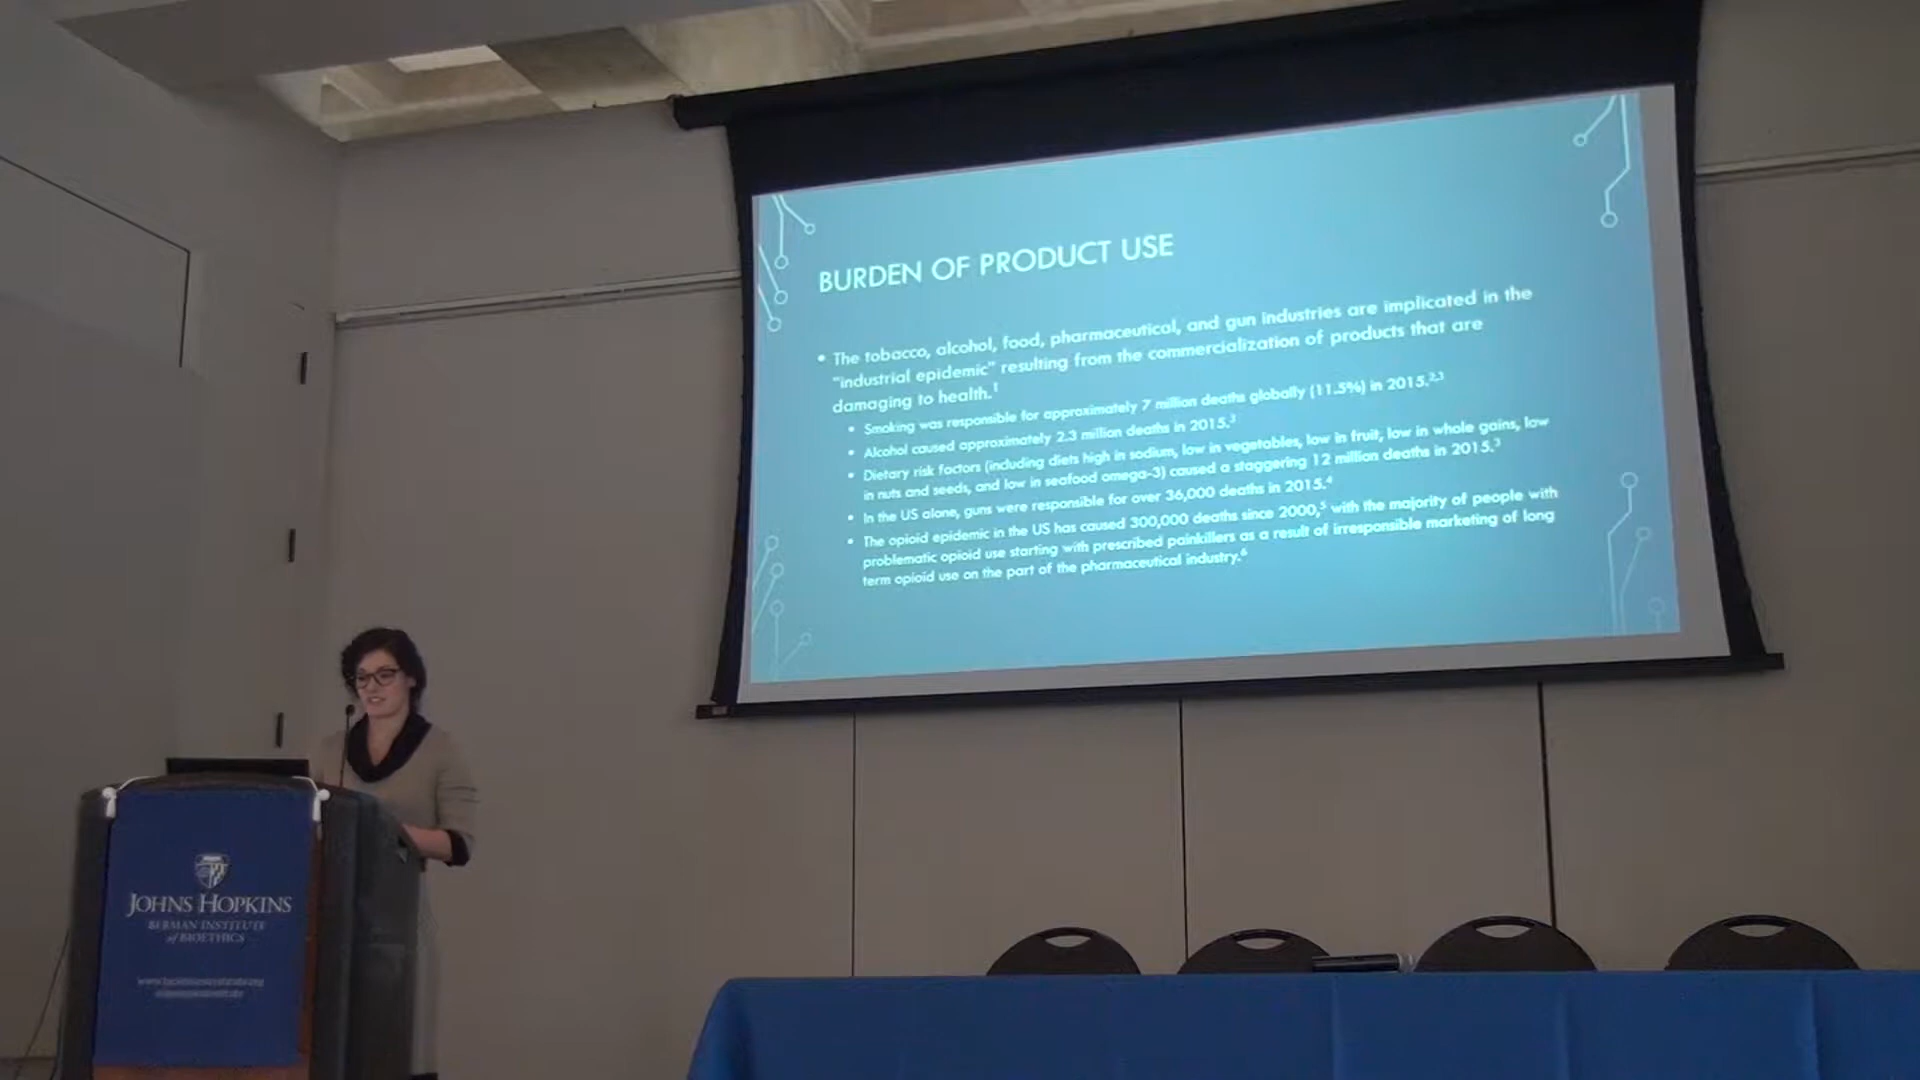 BURDEN OF PRODUCT USE
• The tobacco, alcohol, food, pharmaceutical, and gun industries are implicated in the
"industrial epidemic" resulting from the commercialization of products that are
damaging to health.1
• Smoking was responsible for approximately 7 million deaths globally (11.5%) in 2015.2,3
• Alcohol caused approximately 2.3 million deaths in 2015.3
• Dietary risk factors (including diets high in sodium, low in vegetables, low in fruit, low in whole gains, low
in nuts and seeds, and low in seafood omega-3) caused a staggering 12 million deaths in 2015.3
• In the US alone, guns were responsible for over 36,000 deaths in 2015.4
• The opioid epidemic in the US has caused 300,000 deaths since 2000,5 with the majority of people with
problematic opioid use starting with prescribed painkillers as a result of irresponsible marketing of long
term opioid use on the part of the pharmaceutical industry.6
JOHNS HOPKINS
BERMAN INSTITUTE
of BIOETHICS